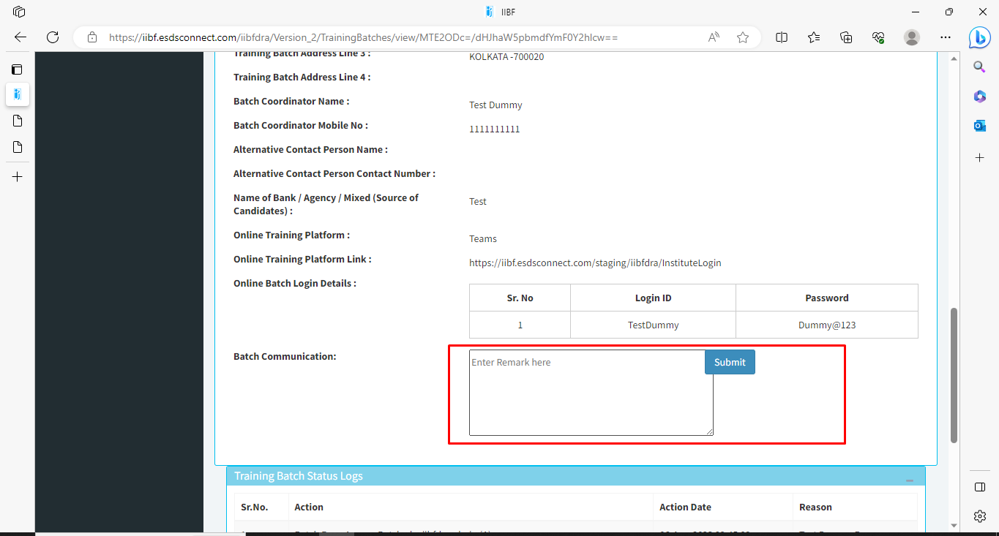 IIBF
https://iibf.esdsconnect.com/iibfdra/Version_2/TrainingBatches/view/MTE2ODc=/dHJhaW5pbmdfYmF0Y2hlcw==
Training Batch Address Line 3 :
KOLKATA -700020
Training Batch Address Line 4 :
Batch Coordinator Name :
Test Dummy
Batch Coordinator Mobile No :
1111111111
Alternative Contact Person Name :
Alternative Contact Person Contact Number :
Name of Bank / Agency / Mixed (Source of
Candidates) :
Test
Online Training Platform :
Teams
Online Training Platform Link :
https://iibf.esdsconnect.com/staging/iibfdra/InstituteLogin
Online Batch Login Details :
Sr. No Login ID Password
1 TestDummy Dummy@123
Batch Communication:
Enter Remark here
Submit
Training Batch Status Logs
Sr.No. Action Action Date Reason